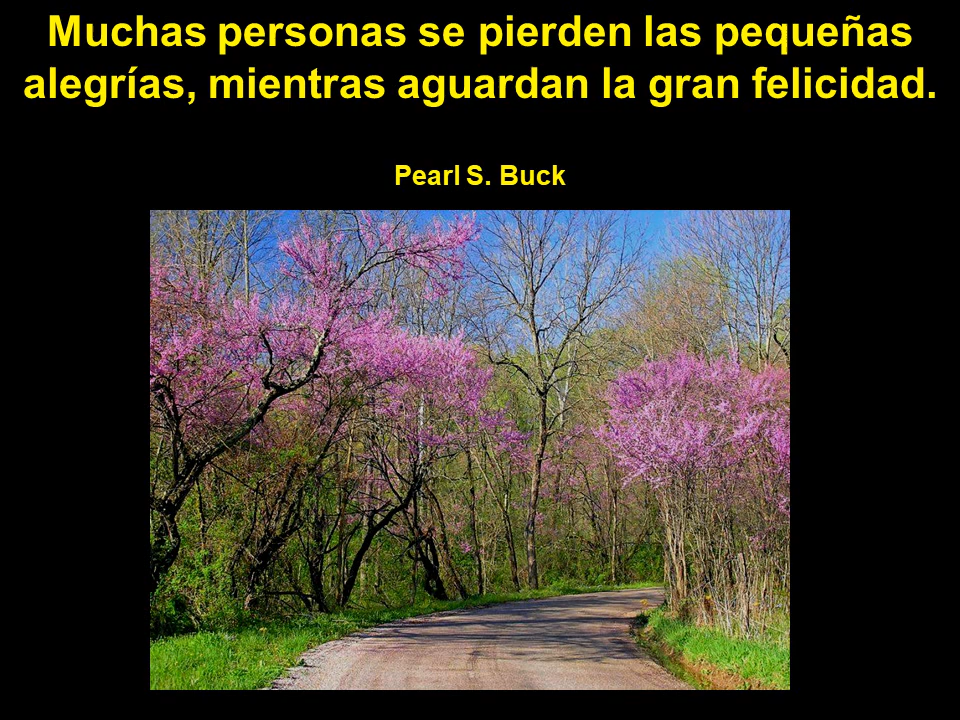 Muchas personas se pierden las pequeñas
alegrías, mientras aguardan la gran felicidad.
Pearl S. Buck